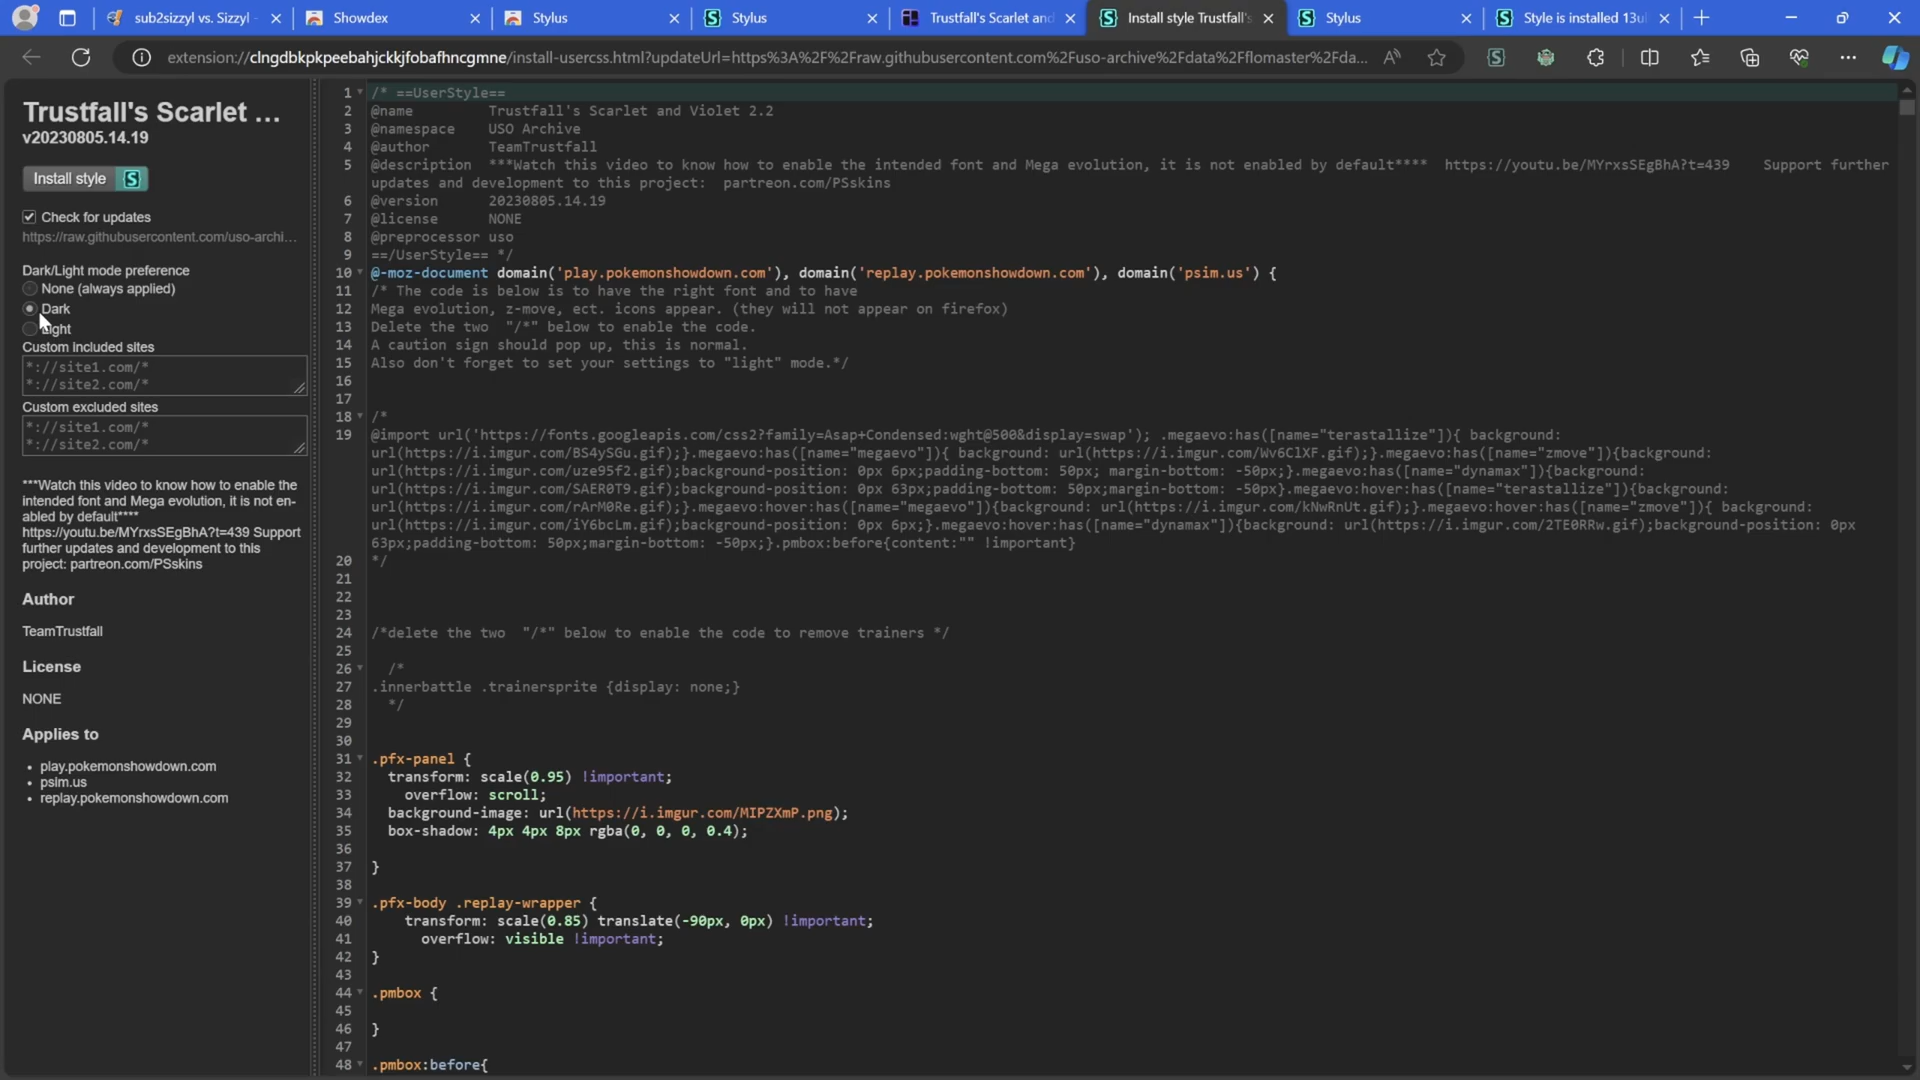 sub2sizzyl vs. Sizzyl -
Showdex
Stylus
Stylus
Trustfall's Scarlet and
Install style Trustfall's
Stylus
Style is installed 13ul
extension://clngdbkpkpeebahjckkjfobafhncgmne/install-usercss.html?updateUrl=https%3A%2F%2Fraw.githubusercontent.com%2Fuso-archive%2Fdata%2Fflomaster%2Fda...
Trustfall's Scarlet ...
v20230805.14.19
Install style
Check for updates
https://raw.githubusercontent.com/uso-archi...
Dark/Light mode preference
None (always applied)
Dark
Light
Custom included sites
*://site1.com/*
*://site2.com/*
Custom excluded sites
*://site1.com/*
*://site2.com/*
***Watch this video to know how to enable the
intended font and Mega evolution, it is not en-
abled by default****
https://youtu.be/MYrxsSEgBhA?t=439 Support
further updates and development to this
project: partreon.com/PSskins
Author
TeamTrustfall
License
NONE
Applies to
• play.pokemonshowdown.com
• psim.us
• replay.pokemonshowdown.com
1 /* ==UserStyle==
2 @name Trustfall's Scarlet and Violet 2.2
3 @namespace USO Archive
4 @author TeamTrustfall
5 @description ***Watch this video to know how to enable the intended font and Mega evolution, it is not enabled by default**** https://youtu.be/MYrxsSEgBhA?t=439 Support further
updates and development to this project: partreon.com/PSskins
6 @version 20230805.14.19
7 @license NONE
8 @preprocessor uso
9 ==/UserStyle== */
10 @-moz-document domain('play.pokemonshowdown.com'), domain('replay.pokemonshowdown.com'), domain('psim.us') {
11 /* The code is below is to have the right font and to have
12 Mega evolution, z-move, ect. icons appear. (they will not appear on firefox)
13 Delete the two "/*" below to enable the code.
14 A caution sign should pop up, this is normal.
15 Also don't forget to set your settings to "light" mode.*/
16
17
18 /*
19 @import url('https://fonts.googleapis.com/css2?family=Asap+Condensed:wght@500&display=swap'); .megaevo:has([name="terastallize"]){ background:
url(https://i.imgur.com/BS4ySGu.gif);}.megaevo:has([name="megaevo"]){ background: url(https://i.imgur.com/Wv6ClXF.gif);}.megaevo:has([name="zmove"]){background:
url(https://i.imgur.com/uze95f2.gif);background-position: 0px 6px;padding-bottom: 50px; margin-bottom: -50px;}.megaevo:has([name="dynamax"]){background:
url(https://i.imgur.com/SAER0T9.gif);background-position: 0px 63px;padding-bottom: 50px;margin-bottom: -50px}.megaevo:hover:has([name="terastallize"]){background:
url(https://i.imgur.com/rArM0Re.gif);}.megaevo:hover:has([name="megaevo"]){background: url(https://i.imgur.com/kNwRnUt.gif);}.megaevo:hover:has([name="zmove"]){ background:
url(https://i.imgur.com/iY6bcLm.gif);background-position: 0px 6px;}.megaevo:hover:has([name="dynamax"]){background: url(https://i.imgur.com/2TE0RRw.gif);background-position: 0px
63px;padding-bottom: 50px;margin-bottom: -50px;}.pmbox:before{content:"" !important}
20 */
21
22
23
24 /*delete the two "/*" below to enable the code to remove trainers */
25
26 /*
27 .innerbattle .trainersprite {display: none;}
28 */
29
30
31 .pfx-panel {
32 transform: scale(0.95) !important;
33 overflow: scroll;
34 background-image: url(https://i.imgur.com/MIPZXmP.png);
35 box-shadow: 4px 4px 8px rgba(0, 0, 0, 0.4);
36
37 }
38
39 .pfx-body .replay-wrapper {
40 transform: scale(0.85) translate(-90px, 0px) !important;
41 overflow: visible !important;
42 }
43
44 .pmbox {
45
46 }
47
48 .pmbox:before{